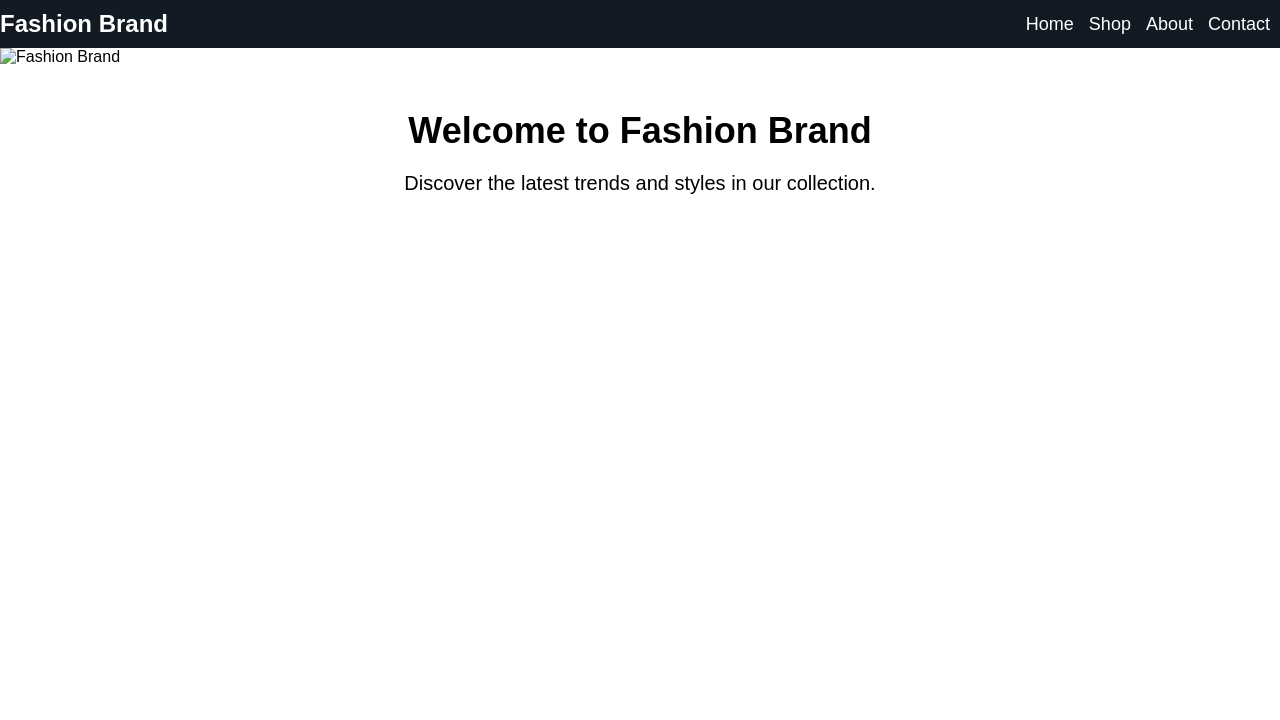 Fashion Brand
Home Shop About Contact
Fashion Brand
Welcome to Fashion Brand
Discover the latest trends and styles in our collection.